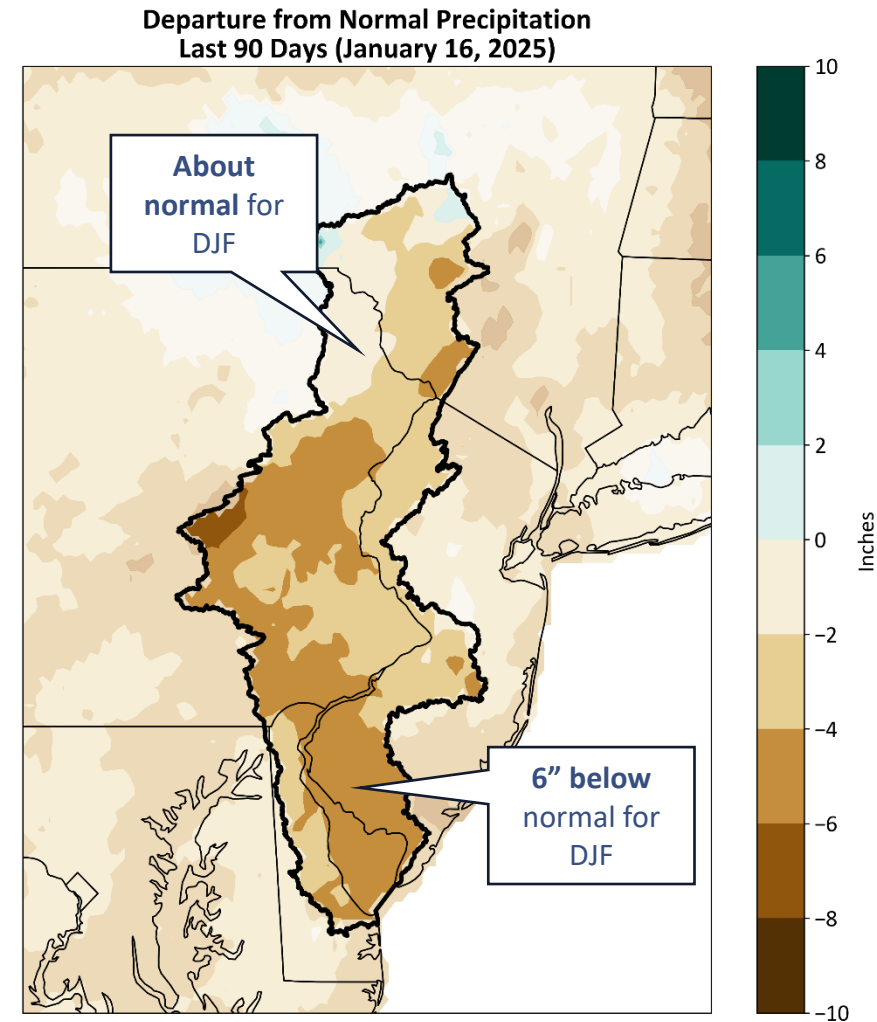 Departure from Normal Precipitation
Last 90 Days (January 16, 2025)
About
normal for
DJF
6” below
normal for
DJF
10
8
6
4
2
0
−2
−4
−6
−8
−10
Inches